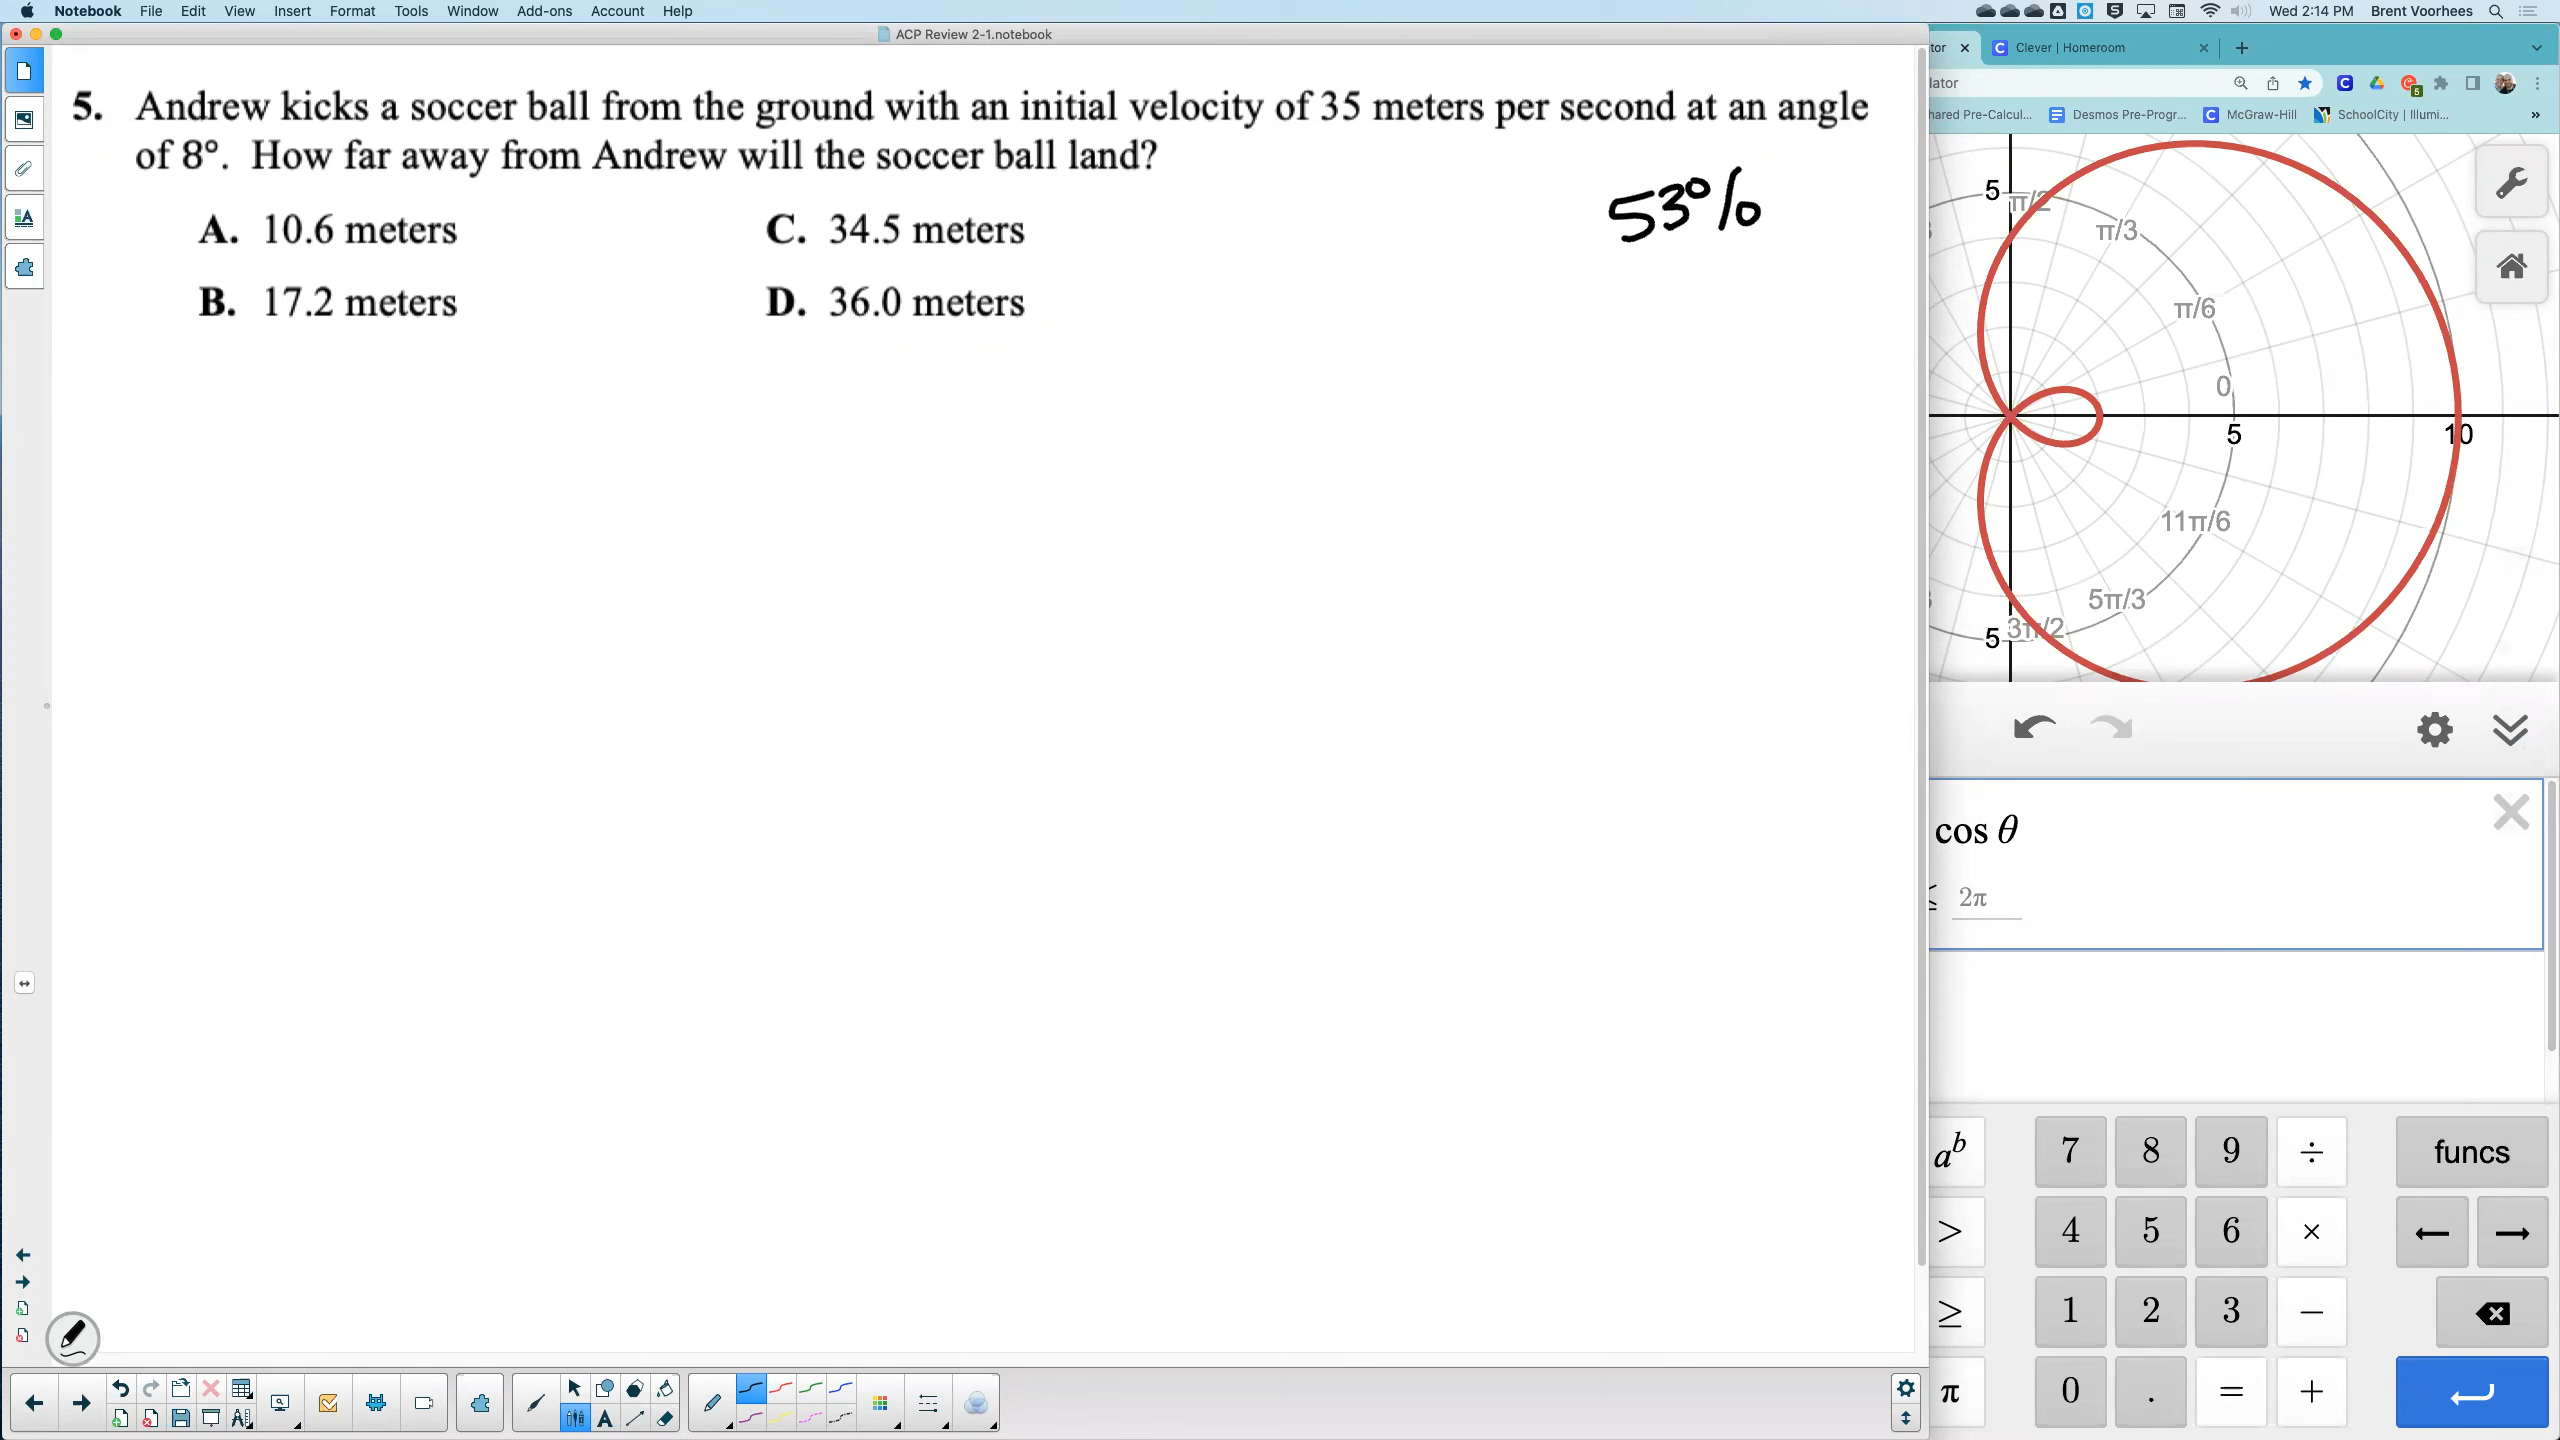 Notebook File Edit View Insert Format Tools Window Add-ons Account Help Wed 2:14 PM Brent Voorhees
ACP Review 2-1.notebook
tor Clever | Homeroom
lator
hared Pre-Calcul... Desmos Pre-Progr... McGraw-Hill SchoolCity | Illumi... »
5. Andrew kicks a soccer ball from the ground with an initial velocity of 35 meters per second at an angle
of 8°. How far away from Andrew will the soccer ball land?
53%
A. 10.6 meters C. 34.5 meters
B. 17.2 meters D. 36.0 meters
5 π/2
π/3
π/6
0
5 10
11π/6
5π/3
5 3π/2
cos θ
≤ 2π
a^b 7 8 9 ÷ funcs
> 4 5 6 × ← →
≥ 1 2 3 −
π 0 . = +